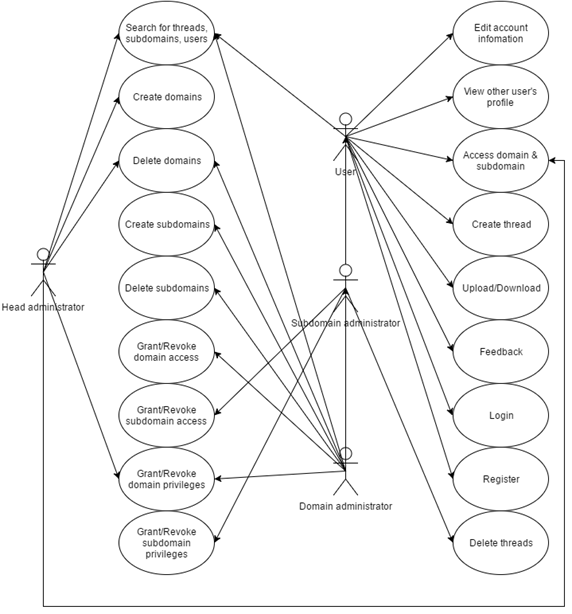 Search for threads,
subdomains, users
Create domains
Delete domains
Create subdomains
Delete subdomains
Grant/Revoke
domain access
Grant/Revoke
subdomain access
Grant/Revoke
domain privileges
Grant/Revoke
subdomain
privileges
Head administrator
User
Subdomain administrator
Domain administrator
Edit account
infomation
View other user's
profile
Access domain &
subdomain
Create thread
Upload/Download
Feedback
Login
Register
Delete threads